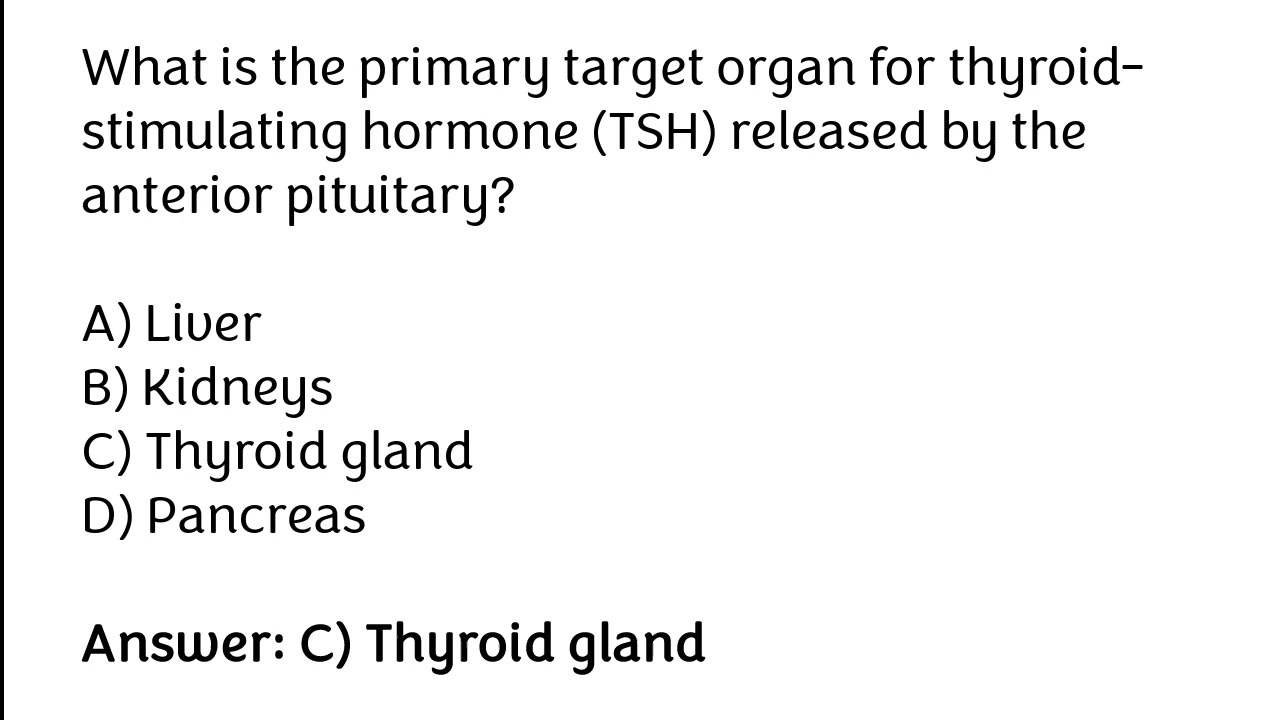 What is the primary target organ for thyroid-
stimulating hormone (TSH) released by the
anterior pituitary?
A) Liver
B) Kidneys
C) Thyroid gland
D) Pancreas
Answer: C) Thyroid gland